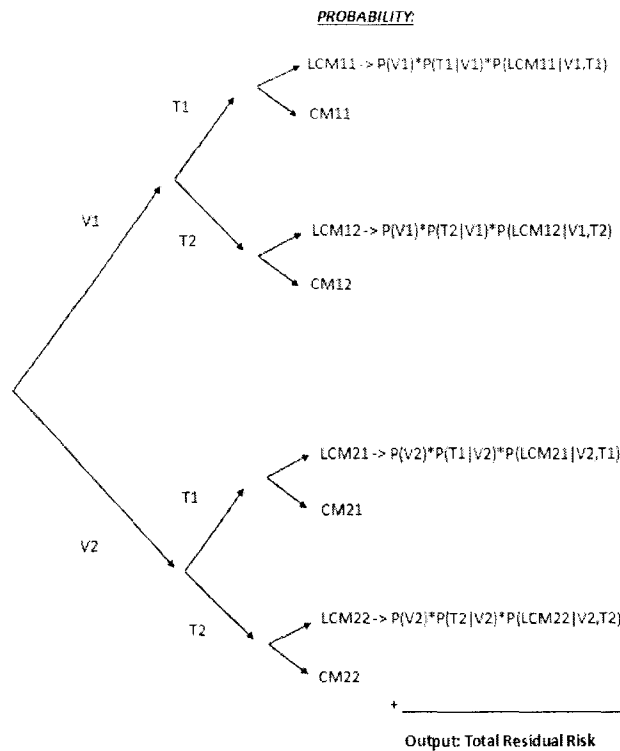 PROBABILITY:
LCM11 -> P(V1)*P(T1|V1)*P(LCM11|V1,T1)
T1
CM11
V1
T2
LCM12 -> P(V1)*P(T2|V1)*P(LCM12|V1,T2)
CM12
LCM21 -> P(V2)*P(T1|V2)*P(LCM21|V2,T1)
T1
CM21
V2
T2
LCM22 -> P(V2)*P(T2|V2)*P(LCM22|V2,T2)
CM22
+
Output: Total Residual Risk